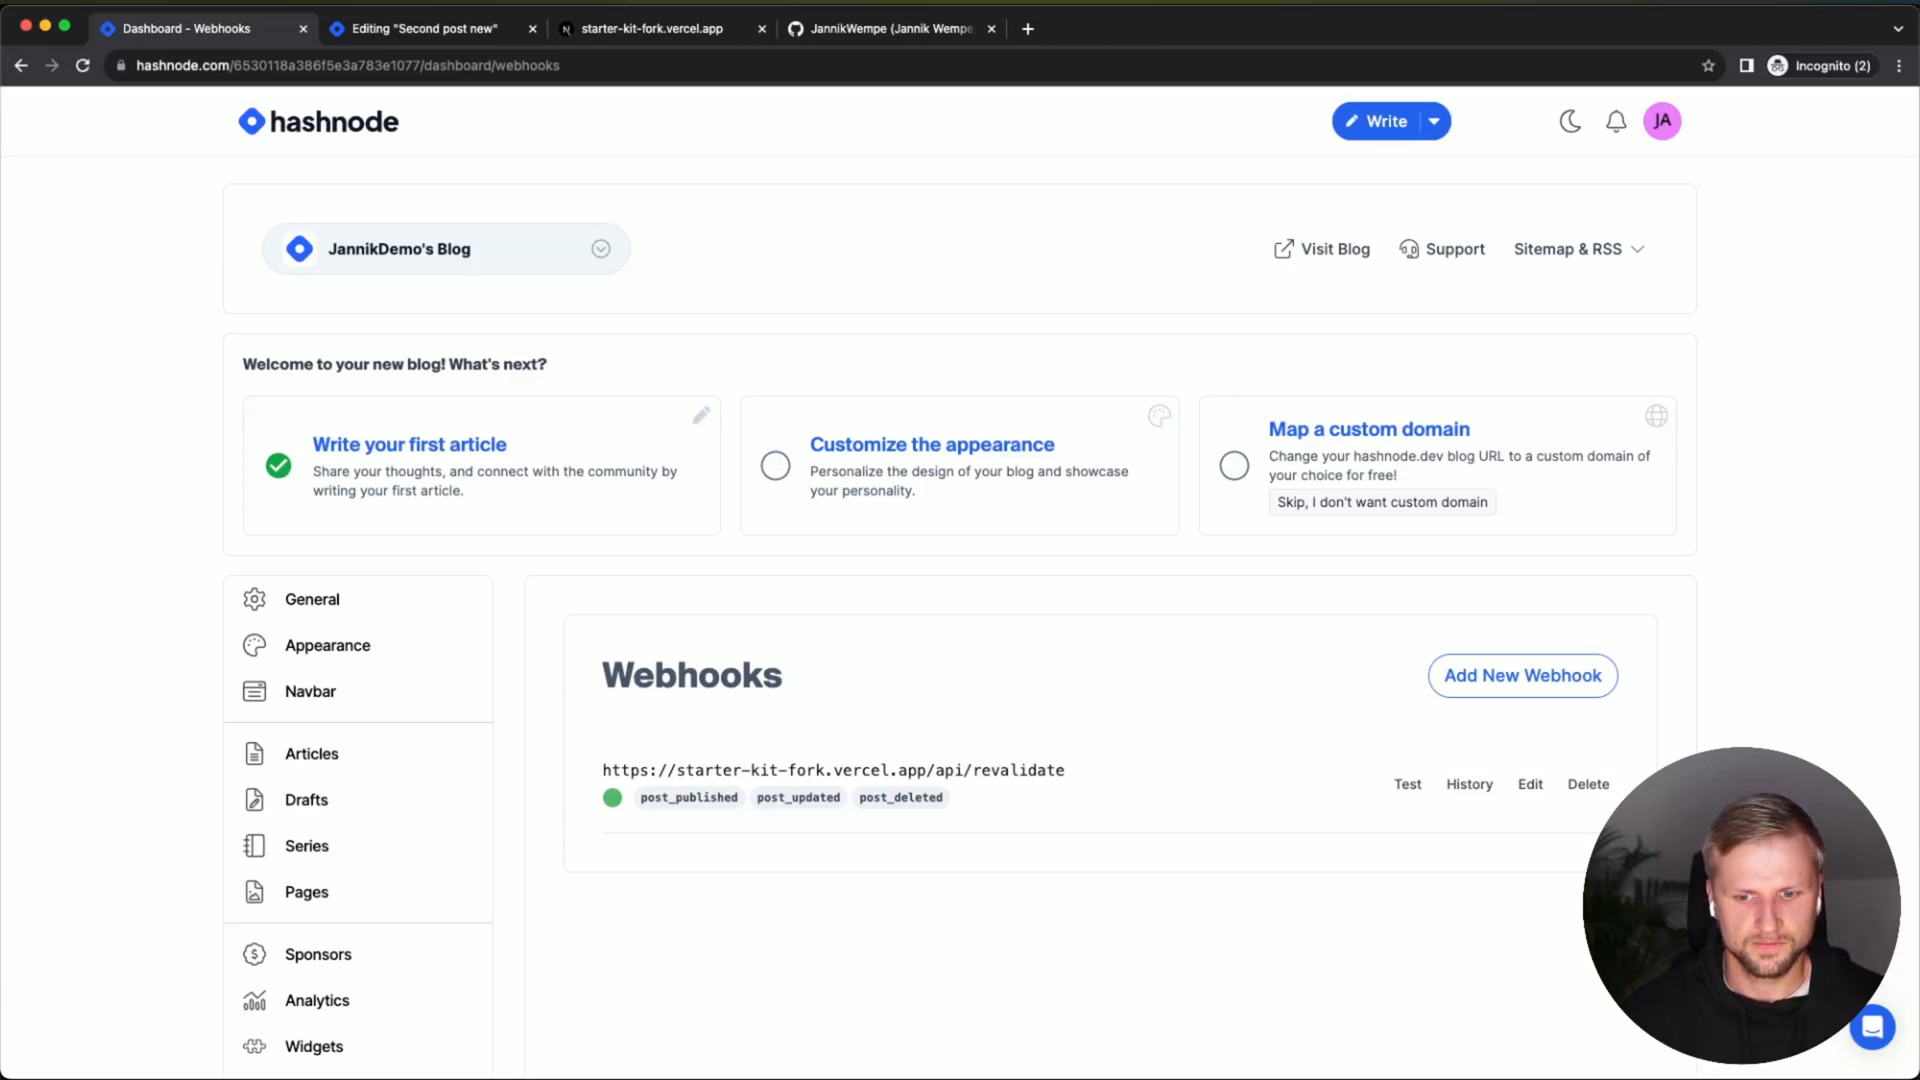 Dashboard - Webhooks
Editing "Second post new"
starter-kit-fork.vercel.app
JannikWempe (Jannik Wempe
hashnode.com/6530118a386f5e3a783e1077/dashboard/webhooks
Incognito (2)
hashnode
Write
JA
JannikDemo's Blog
Visit Blog
Support
Sitemap & RSS
Welcome to your new blog! What's next?
Write your first article
Share your thoughts, and connect with the community by
writing your first article.
Customize the appearance
Personalize the design of your blog and showcase
your personality.
Map a custom domain
Change your hashnode.dev blog URL to a custom domain of
your choice for free!
Skip, I don't want custom domain
General
Appearance
Navbar
Articles
Drafts
Series
Pages
Sponsors
Analytics
Widgets
Webhooks
Add New Webhook
https://starter-kit-fork.vercel.app/api/revalidate
post_published post_updated post_deleted
Test History Edit Delete